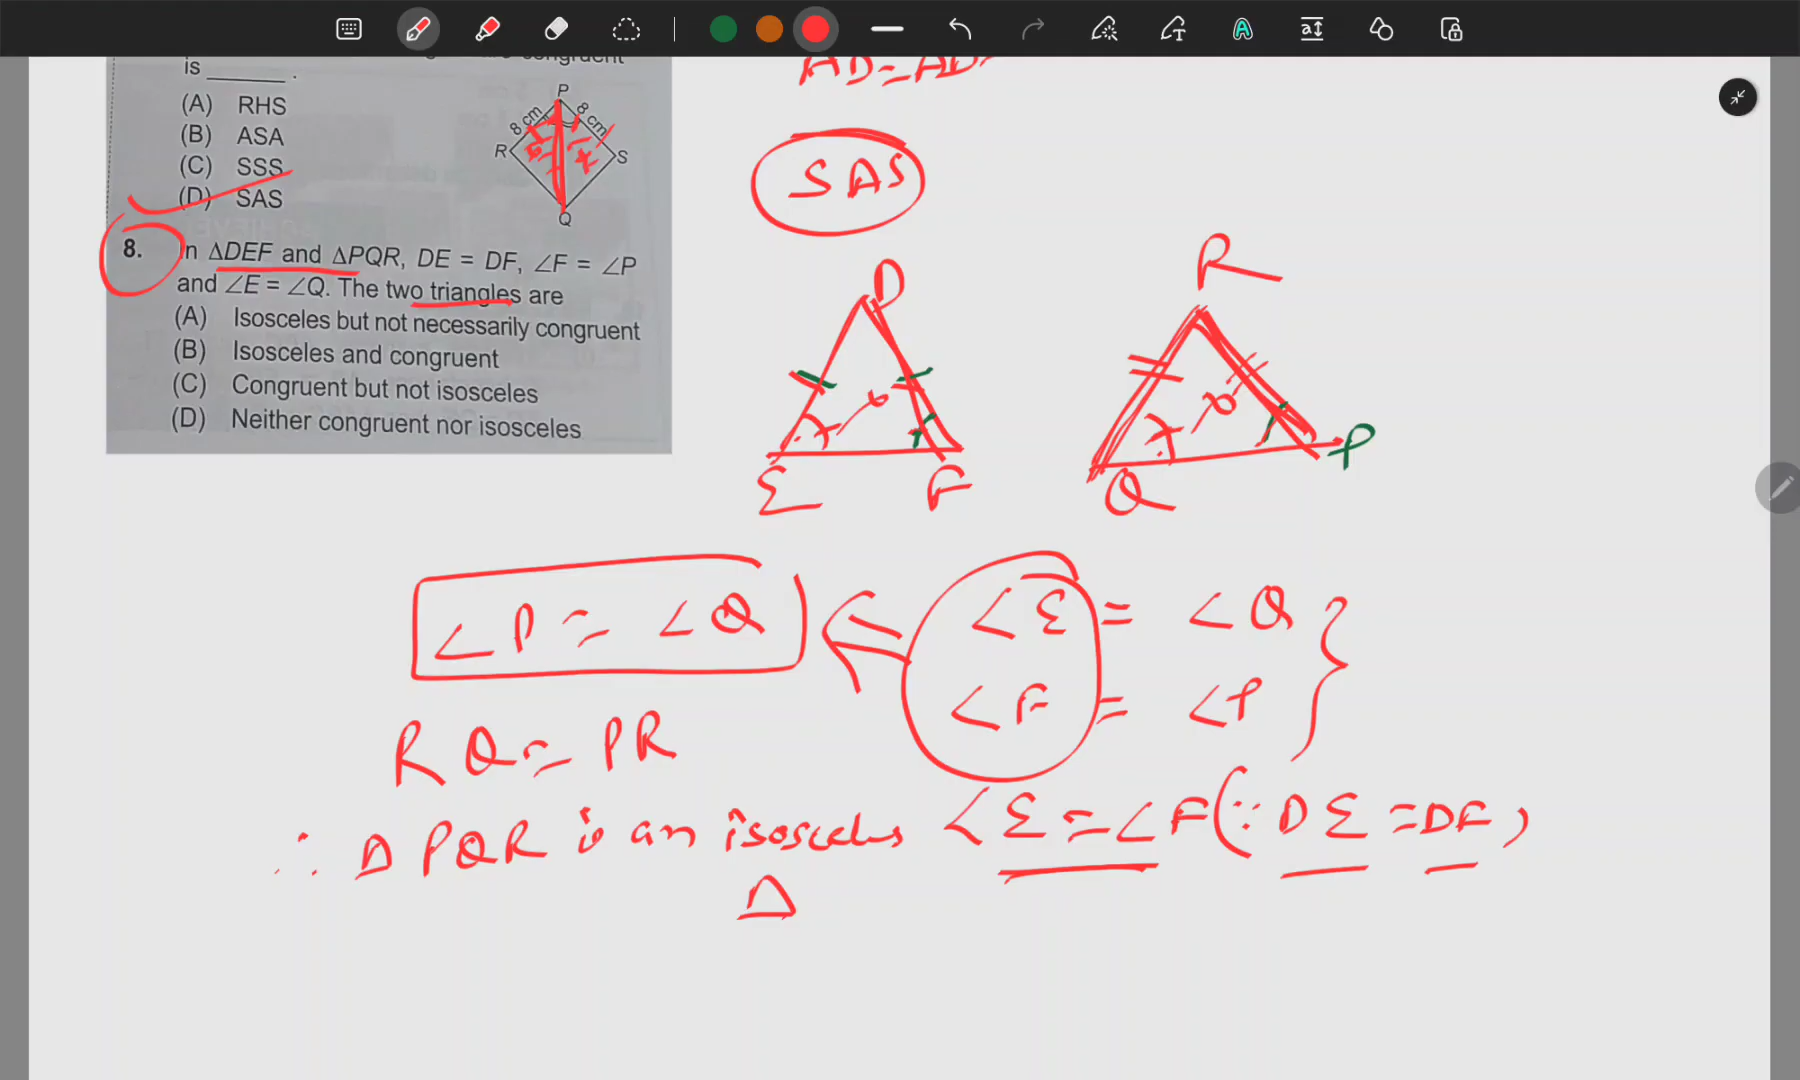 is ______ .
(A) RHS
(B) ASA
(C) SSS
(D) SAS
P
8 cm
8 cm
R
S
Q
AD=AD
SAS
8. In ΔDEF and ΔPQR, DE = DF, ∠F = ∠P
and ∠E = ∠Q. The two triangles are
(A) Isosceles but not necessarily congruent
(B) Isosceles and congruent
(C) Congruent but not isosceles
(D) Neither congruent nor isosceles
D
E
F
R
Q
P
∠P = ∠Q
∠E = ∠Q
∠F = ∠P
RQ = PR
∠E = ∠F (∵ DE = DF)
∴ Δ PQR is an isosceles
Δ